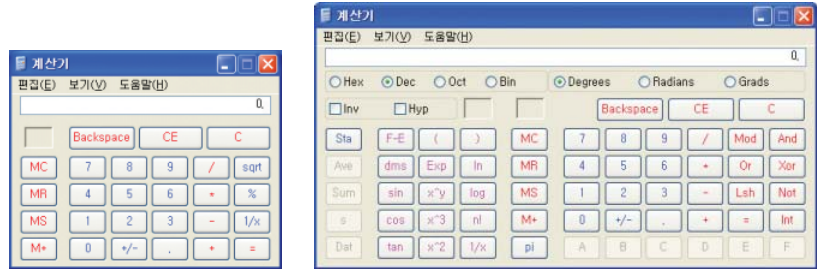 계산기
편집(E) 보기(V) 도움말(H)
0,
Backspace CE C
MC 7 8 9 / sqrt
MR 4 5 6 * %
MS 1 2 3 - 1/x
M+ 0 +/- . + =
계산기
편집(E) 보기(V) 도움말(H)
0,
Hex Dec Oct Bin Degrees Radians Grads
Inv Hyp Backspace CE C
Sta F-E ( ) MC 7 8 9 / Mod And
Ave dms Exp ln MR 4 5 6 * Or Xor
Sum sin x^y log MS 1 2 3 - Lsh Not
s cos x^3 n! M+ 0 +/- . + = Int
Dat tan x^2 1/x pi A B C D E F